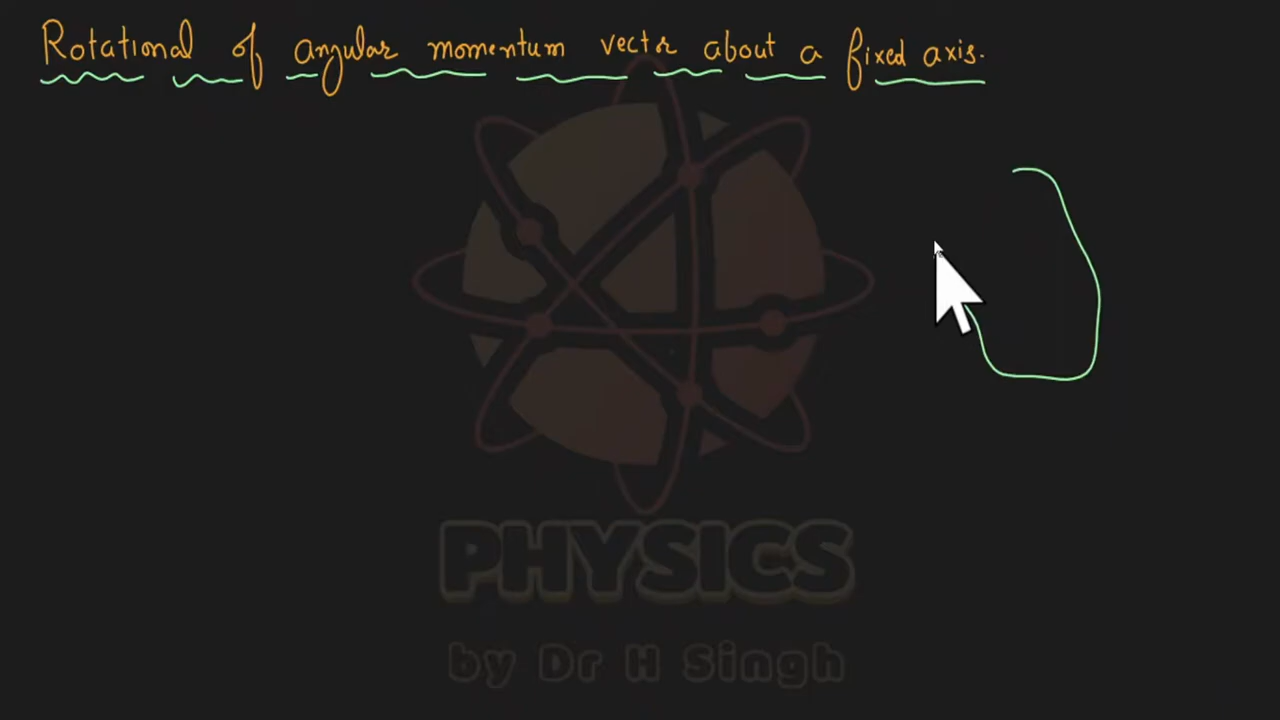 Rotational of angular momentum vector about a fixed axis.
PHYSICS
by Dr H Singh